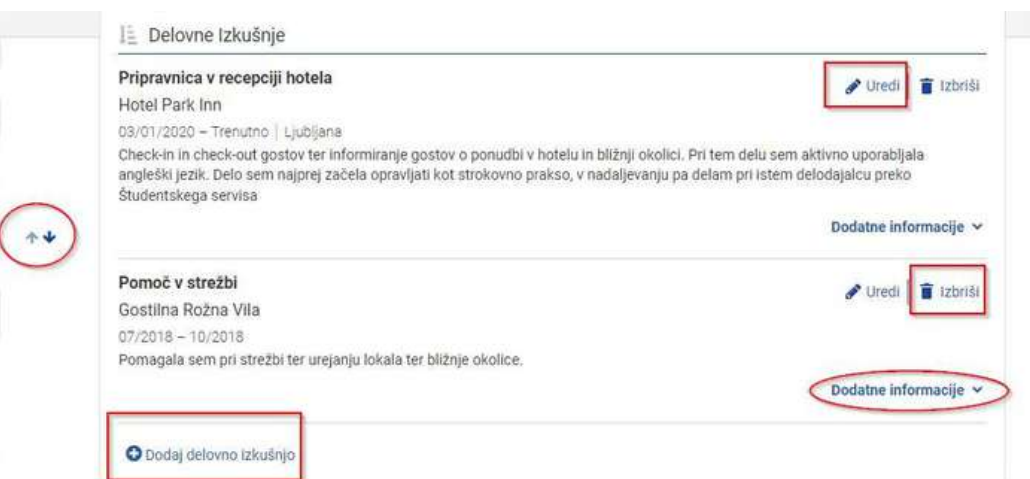 Delovne Izkušnje
Pripravnica v recepciji hotela
Uredi
Izbriši
Hotel Park Inn
03/01/2020 – Trenutno | Ljubljana
Check-in in check-out gostov ter informiranje gostov o ponudbi v hotelu in bližnji okolici. Pri tem delu sem aktivno uporabljala
angleški jezik. Delo sem najprej začela opravljati kot strokovno prakso, v nadaljevanju pa delam pri istem delodajalcu preko
Študentskega servisa
Dodatne informacije
Pomoč v strežbi
Uredi
Izbriši
Gostilna Rožna Vila
07/2018 – 10/2018
Pomagala sem pri strežbi ter urejanju lokala ter bližnje okolice.
Dodatne informacije
Dodaj delovno izkušnjo